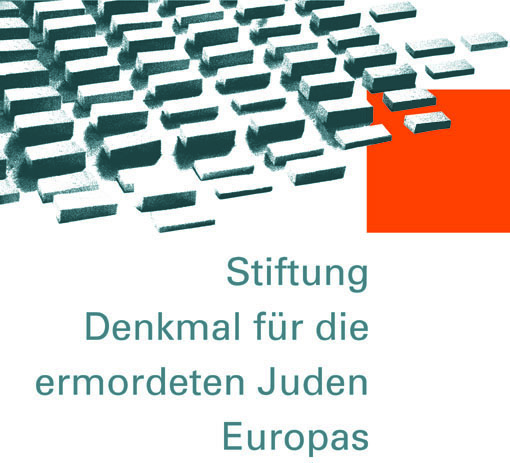 Stiftung
Denkmal für die
ermordeten Juden
Europas